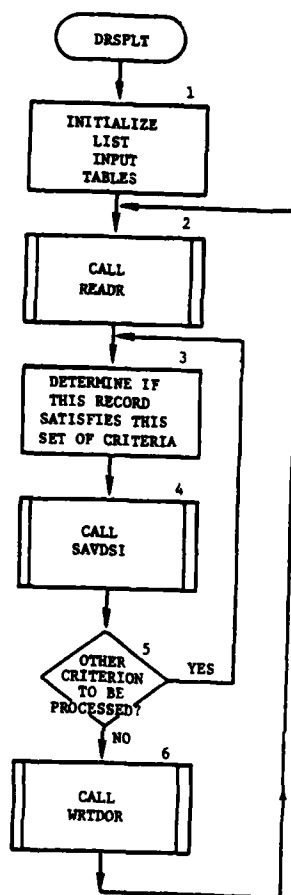 DRSPLT
1
INITIALIZE
LIST
INPUT
TABLES
2
CALL
READR
3
DETERMINE IF
THIS RECORD
SATISFIES THIS
SET OF CRITERIA
4
CALL
SAVDSI
5
OTHER
CRITERION
TO BE
PROCESSED?
YES
NO
6
CALL
WRTDOR